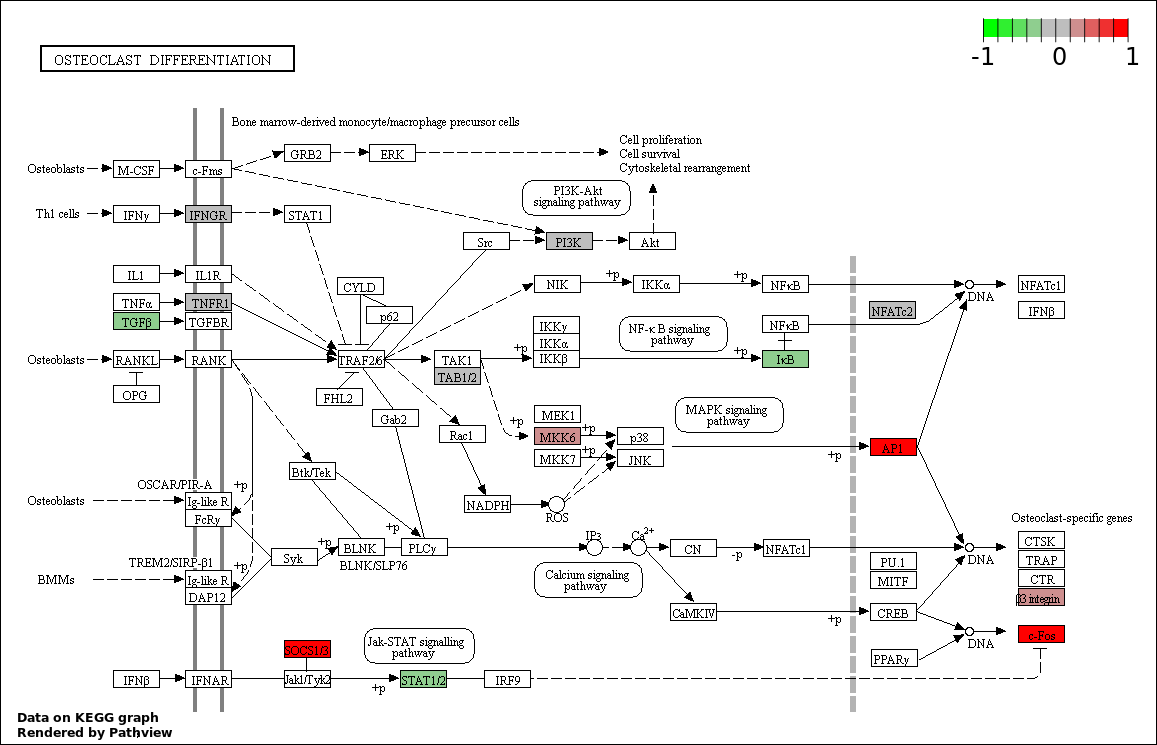 -1 0 1
OSTEOCLAST DIFFERENTIATION
Bone marrow-derived monocyte/macrophage precursor cells
Osteoblasts M-CSF c-Fms GRB2 ERK
Cell proliferation
Cell survival
Cytoskeletal rearrangement
PI3K-Akt
signaling pathway
Th1 cells IFNγ IFNGR STAT1
Src PI3K Akt
IL1 IL1R CYLD NIK +p IKKα +p NFκB DNA NFATc1
TNFα TNFR1 p62 NFATc2 IFNβ
TGFβ TGFBR IKKγ NFκB
NF-κ B signaling
pathway
IKKα
Osteoblasts RANKL RANK TRAF2/6 TAK1 +p IKKβ +p IκB
TAB1/2
OPG FHL2
Gab2 MEK1
MAPK signaling
pathway
Rac1 +p MKK6 +p p38
MKK7 +p JNK +p AP1
Btk/Tek
OSCAR/PIR-A +p
Osteoblasts Ig-like R NADPH ROS
FcRγ
Osteoclast-specific genes
+p +p BLNK PLCγ IP3 Ca2+ CN -p NFATc1 DNA CTSK
Syk BLNK/SLP76 PU.1 TRAP
TREM2/SIRP-β1 +p
BMMs Ig-like R MITF CTR
Calcium signaling
pathway
DAP12 β3 integrin
CaMKIV +p CREB
DNA c-Fos
SOCS1/3
Jak-STAT signalling
pathway
PPARγ
IFNβ IFNAR Jak1/Tyk2 +p STAT1/2 IRF9
Data on KEGG graph
Rendered by Pathview